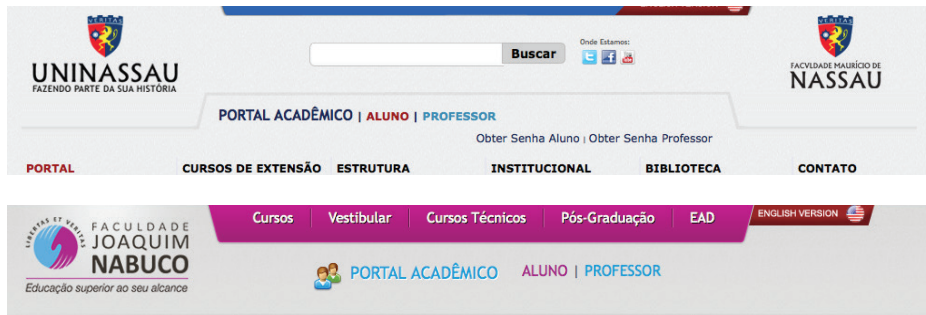 VERITAS
UNINASSAU
FAZENDO PARTE DA SUA HISTÓRIA
Buscar
Onde Estamos:
VERITAS
FACVLDADE MAURÍCIO DE
NASSAU
PORTAL ACADÊMICO | ALUNO | PROFESSOR
Obter Senha Aluno | Obter Senha Professor
PORTAL CURSOS DE EXTENSÃO ESTRUTURA INSTITUCIONAL BIBLIOTECA CONTATO
LIBERTAS ET VERITAS
FACULDADE
JOAQUIM
NABUCO
Educação superior ao seu alcance
Cursos Vestibular Cursos Técnicos Pós-Graduação EAD ENGLISH VERSION
PORTAL ACADÊMICO ALUNO | PROFESSOR